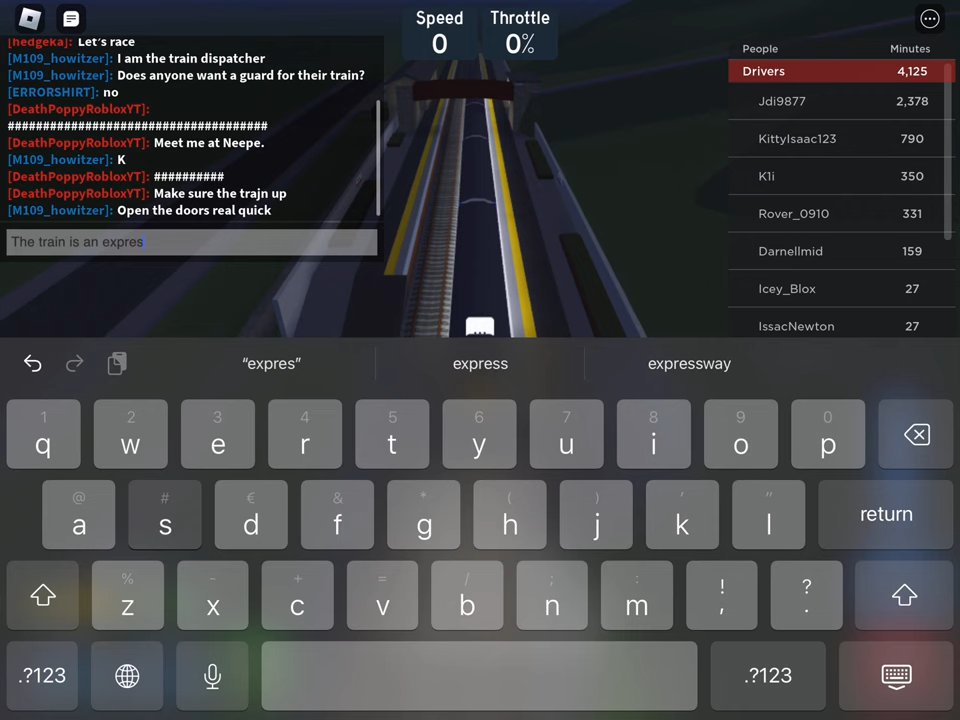 Speed
0
Throttle
0%
[hedgeka]: Let's race
[M109_howitzer]: I am the train dispatcher
[M109_howitzer]: Does anyone want a guard for their train?
[ERRORSHIRT]: no
[DeathPoppyRobloxYT]:
#####################################
[DeathPoppyRobloxYT]: Meet me at Neepe.
[M109_howitzer]: K
[DeathPoppyRobloxYT]: ##########
[DeathPoppyRobloxYT]: Make sure the trajn up
[M109_howitzer]: Open the doors real quick
The train is an expres
People Minutes
Drivers 4,125
Jdi9877 2,378
KittyIsaac123 790
K1i 350
Rover_0910 331
Darnellmid 159
Icey_Blox 27
IssacNewton 27
“expres” express expressway
1 2 3 4 5 6 7 8 9 0
q w e r t y u i o p
@ # € & * ( ) ' "
a s d f g h j k l return
% - + = / ; : ! ?
z x c v b n m , .
.?123 .?123